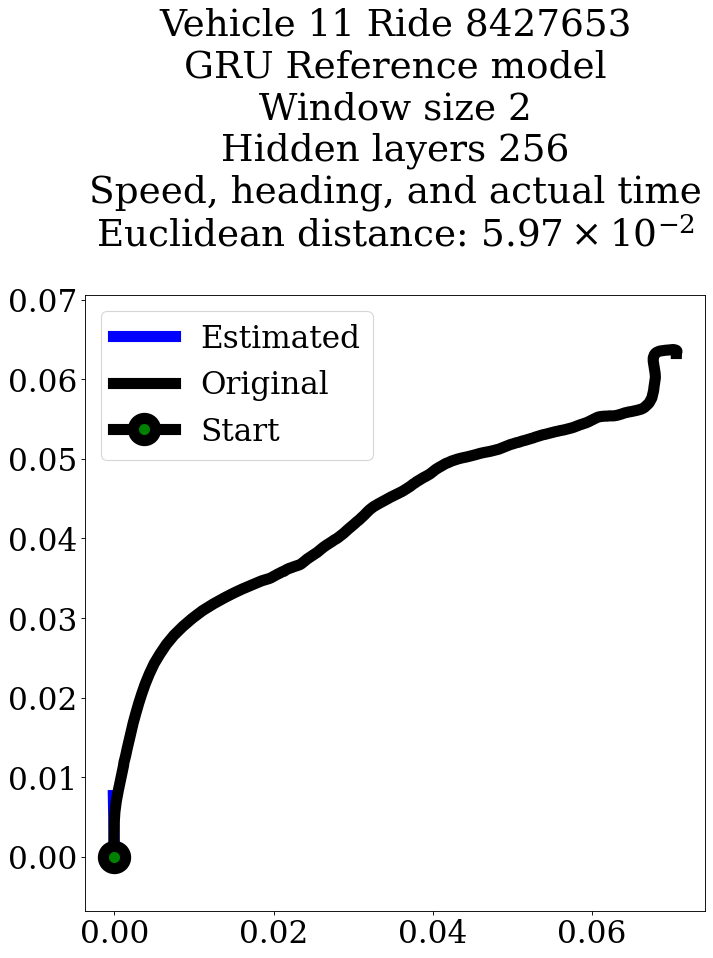 Vehicle 11 Ride 8427653
GRU Reference model
Window size 2
Hidden layers 256
Speed, heading, and actual time
Euclidean distance: 5.97 × 10⁻²
0.07
Estimated
Original
Start
0.06
0.05
0.04
0.03
0.02
0.01
0.00
0.00 0.02 0.04 0.06